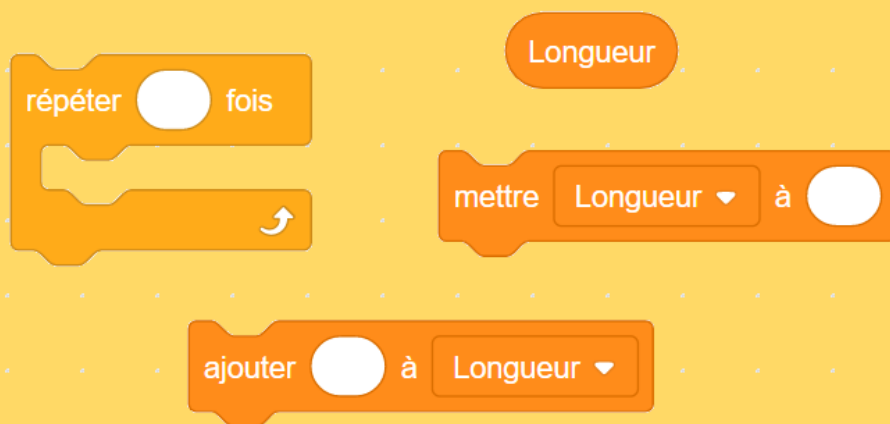 Longueur
répéter fois
mettre Longueur à
ajouter à Longueur